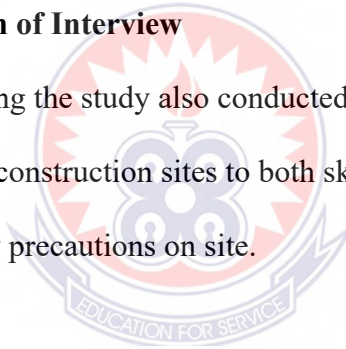 n of Interview
ng the study also conducted
construction sites to both sk
precautions on site.
EDUCATION FOR SERVICE